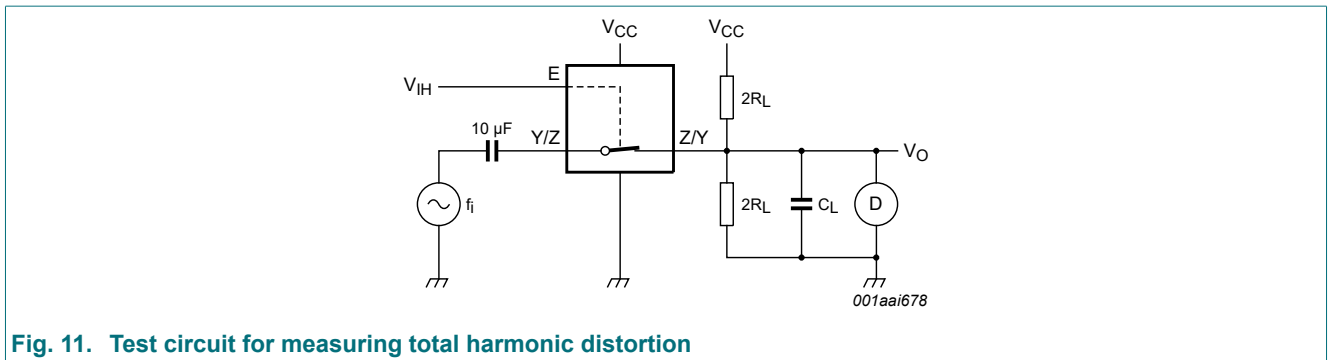 V_CC V_CC
E
V_IH
2R_L
10 µF Y/Z Z/Y V_O
f_i 2R_L C_L D
001aai678
Fig. 11. Test circuit for measuring total harmonic distortion